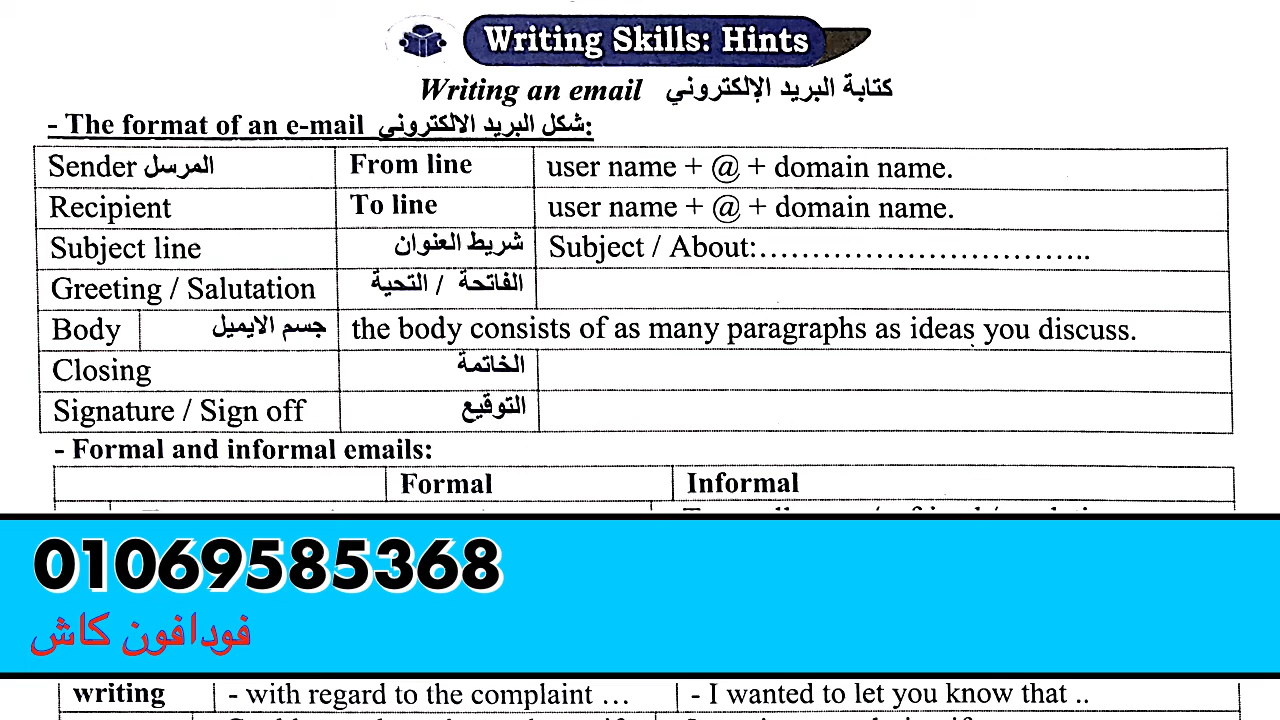 Writing Skills: Hints
Writing an email كتابة البريد الإلكتروني
- The format of an e-mail شكل البريد الالكتروني:
Sender المرسل From line user name + @ + domain name.
Recipient To line user name + @ + domain name.
Subject line شريط العنوان Subject / About:…………………………..
Greeting / Salutation الفاتحة / التحية
Body جسم الايميل the body consists of as many paragraphs as ideas you discuss.
Closing الخاتمة
Signature / Sign off التوقيع
- Formal and informal emails:
Formal Informal
01069585368
فودافون كاش
writing - with regard to the complaint … - I wanted to let you know that ..